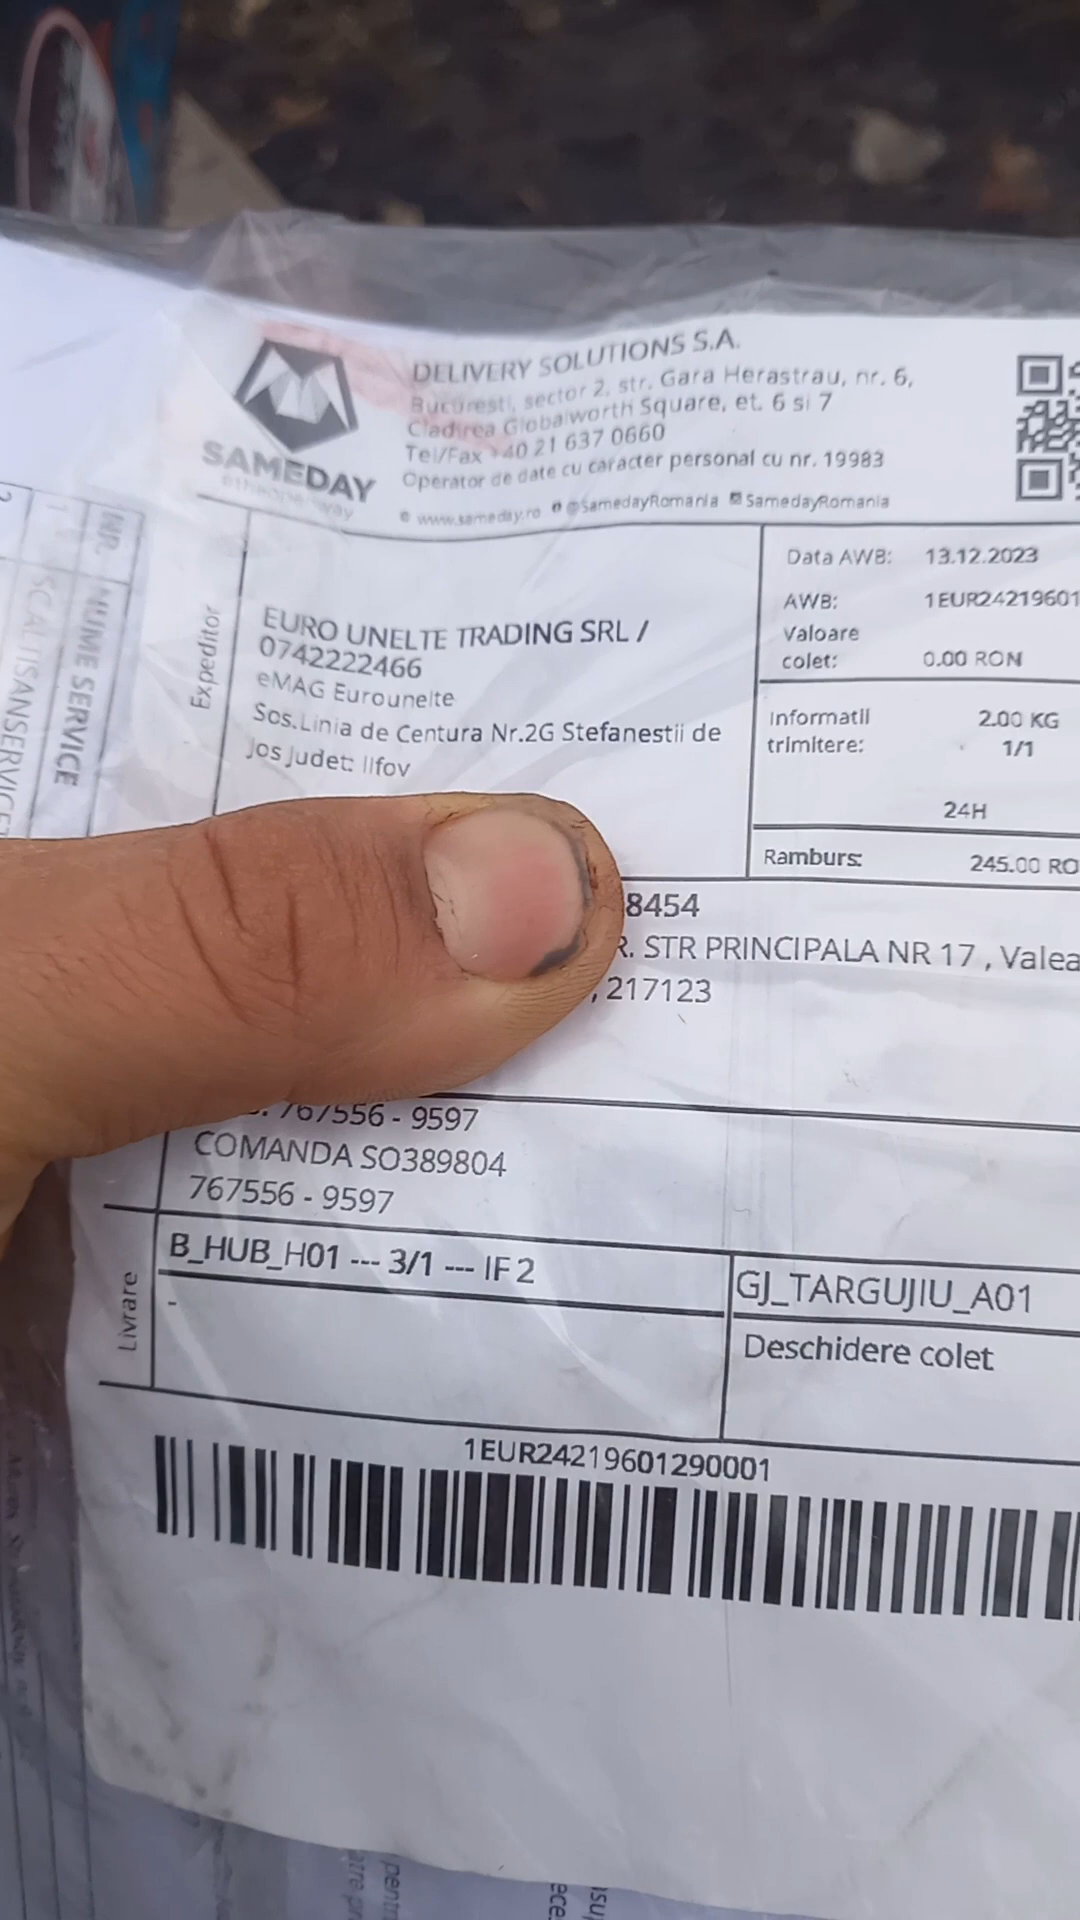 DELIVERY SOLUTIONS S.A.
Bucuresti, sector 2, str. Gara Herastrau, nr. 6,
Cladirea Globalworth Square, et. 6 si 7
Tel/Fax +40 21 637 0660
Operator de date cu caracter personal cu nr. 19983
www.sameday.ro @SamedayRomania SamedayRomania
SAMEDAY
Expeditor
EURO UNELTE TRADING SRL /
0742222466
eMAG Eurounelte
Sos.Linia de Centura Nr.2G Stefanestii de
Jos Judet: Ilfov
Data AWB: 13.12.2023
AWB: 1EUR24219601
Valoare
colet: 0.00 RON
Informatii 2.00 KG
trimitere: 1/1
24H
Ramburs: 245.00 RO
8454
R. STR PRINCIPALA NR 17 , Valea
, 217123
: 767556 - 9597
COMANDA SO389804
767556 - 9597
Livrare
B_HUB_H01 --- 3/1 --- IF 2
-
GJ_TARGUJIU_A01
Deschidere colet
1EUR24219601290001
NR. NUME SERVICE
1
2
pentru